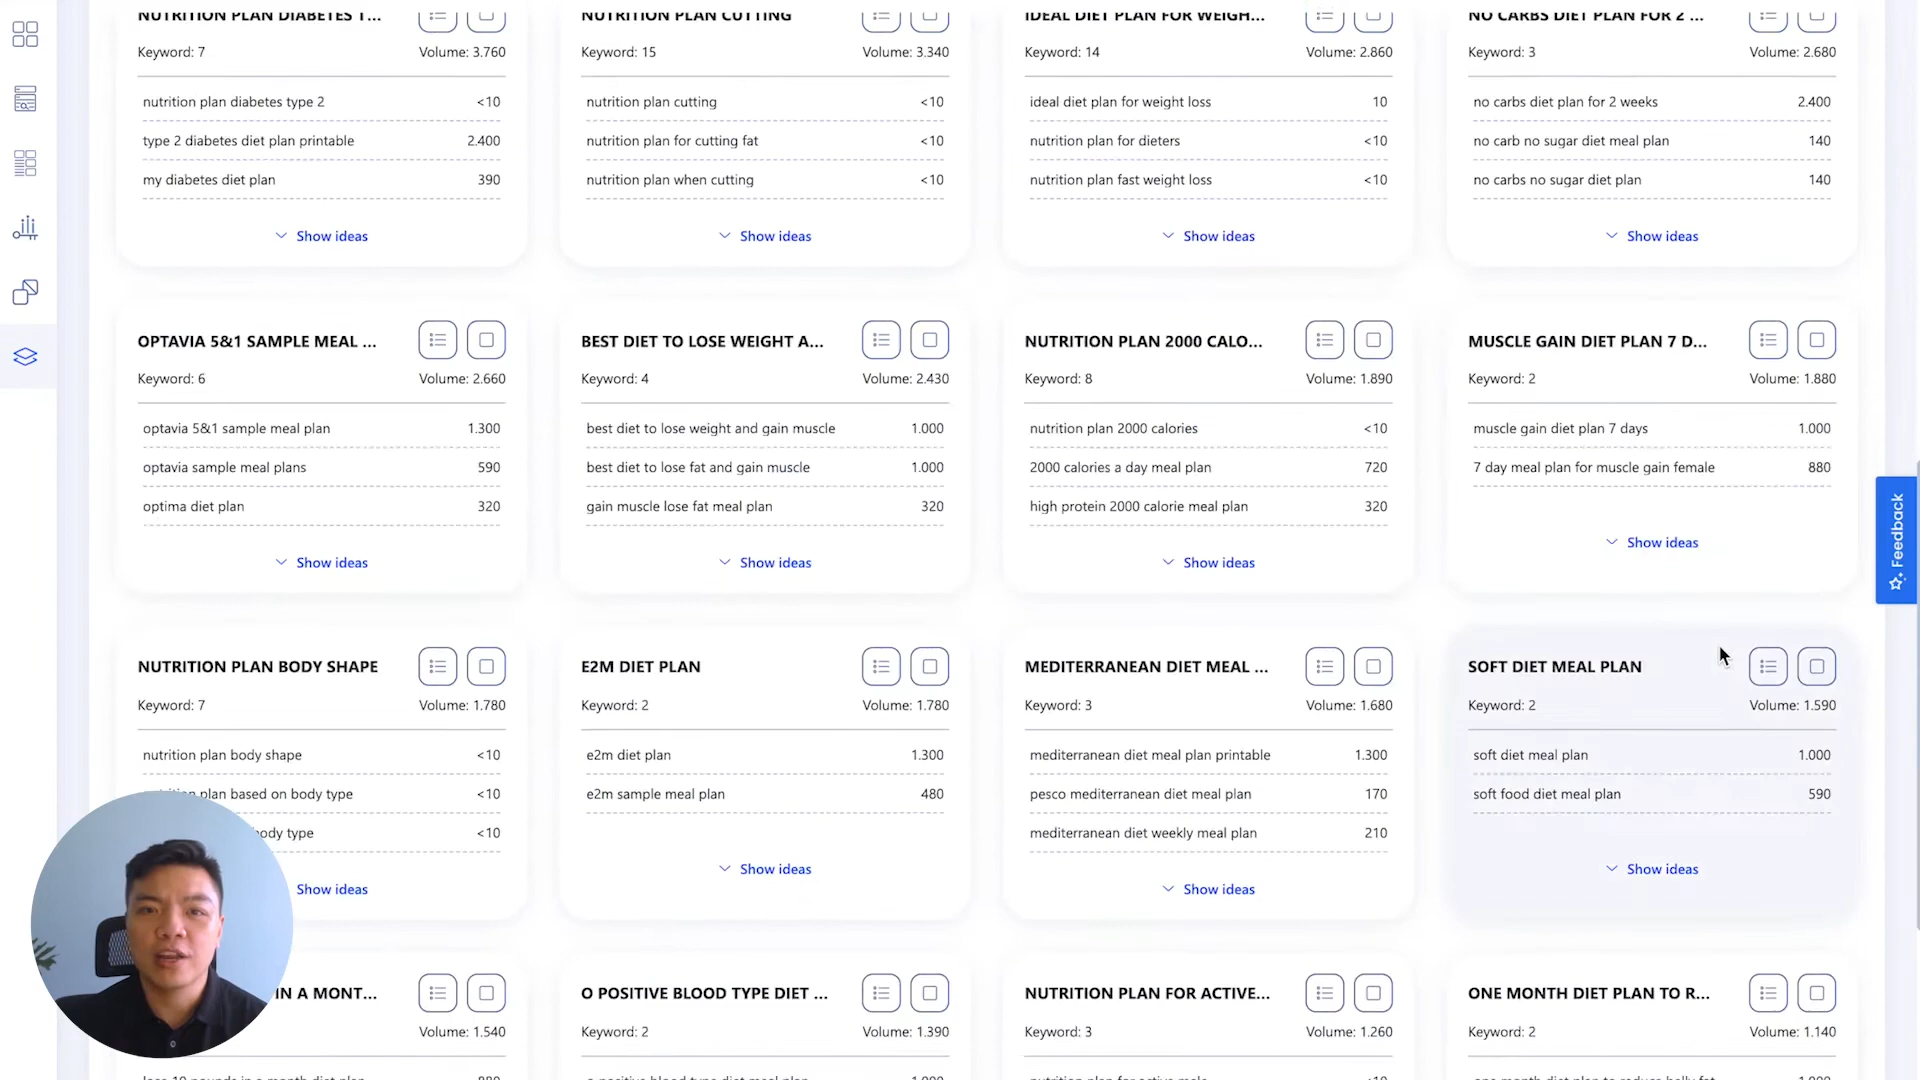 NUTRITION PLAN DIABETES T...
Keyword: 7 Volume: 3.760
nutrition plan diabetes type 2 <10
type 2 diabetes diet plan printable 2.400
my diabetes diet plan 390
Show ideas
NUTRITION PLAN CUTTING
Keyword: 15 Volume: 3.340
nutrition plan cutting <10
nutrition plan for cutting fat <10
nutrition plan when cutting <10
Show ideas
IDEAL DIET PLAN FOR WEIGH...
Keyword: 14 Volume: 2.860
ideal diet plan for weight loss 10
nutrition plan for dieters <10
nutrition plan fast weight loss <10
Show ideas
NO CARBS DIET PLAN FOR 2 ...
Keyword: 3 Volume: 2.680
no carbs diet plan for 2 weeks 2.400
no carb no sugar diet meal plan 140
no carbs no sugar diet plan 140
Show ideas
OPTAVIA 5&1 SAMPLE MEAL ...
Keyword: 6 Volume: 2.660
optavia 5&1 sample meal plan 1.300
optavia sample meal plans 590
optima diet plan 320
Show ideas
BEST DIET TO LOSE WEIGHT A...
Keyword: 4 Volume: 2.430
best diet to lose weight and gain muscle 1.000
best diet to lose fat and gain muscle 1.000
gain muscle lose fat meal plan 320
Show ideas
NUTRITION PLAN 2000 CALO...
Keyword: 8 Volume: 1.890
nutrition plan 2000 calories <10
2000 calories a day meal plan 720
high protein 2000 calorie meal plan 320
Show ideas
MUSCLE GAIN DIET PLAN 7 D...
Keyword: 2 Volume: 1.880
muscle gain diet plan 7 days 1.000
7 day meal plan for muscle gain female 880
Show ideas
Feedback
NUTRITION PLAN BODY SHAPE
Keyword: 7 Volume: 1.780
nutrition plan body shape <10
plan based on body type <10
body type <10
Show ideas
E2M DIET PLAN
Keyword: 2 Volume: 1.780
e2m diet plan 1.300
e2m sample meal plan 480
Show ideas
MEDITERRANEAN DIET MEAL ...
Keyword: 3 Volume: 1.680
mediterranean diet meal plan printable 1.300
pesco mediterranean diet meal plan 170
mediterranean diet weekly meal plan 210
Show ideas
SOFT DIET MEAL PLAN
Keyword: 2 Volume: 1.590
soft diet meal plan 1.000
soft food diet meal plan 590
Show ideas
IN A MONT...
Volume: 1.540
O POSITIVE BLOOD TYPE DIET ...
Keyword: 2 Volume: 1.390
NUTRITION PLAN FOR ACTIVE...
Keyword: 3 Volume: 1.260
ONE MONTH DIET PLAN TO R...
Keyword: 2 Volume: 1.140